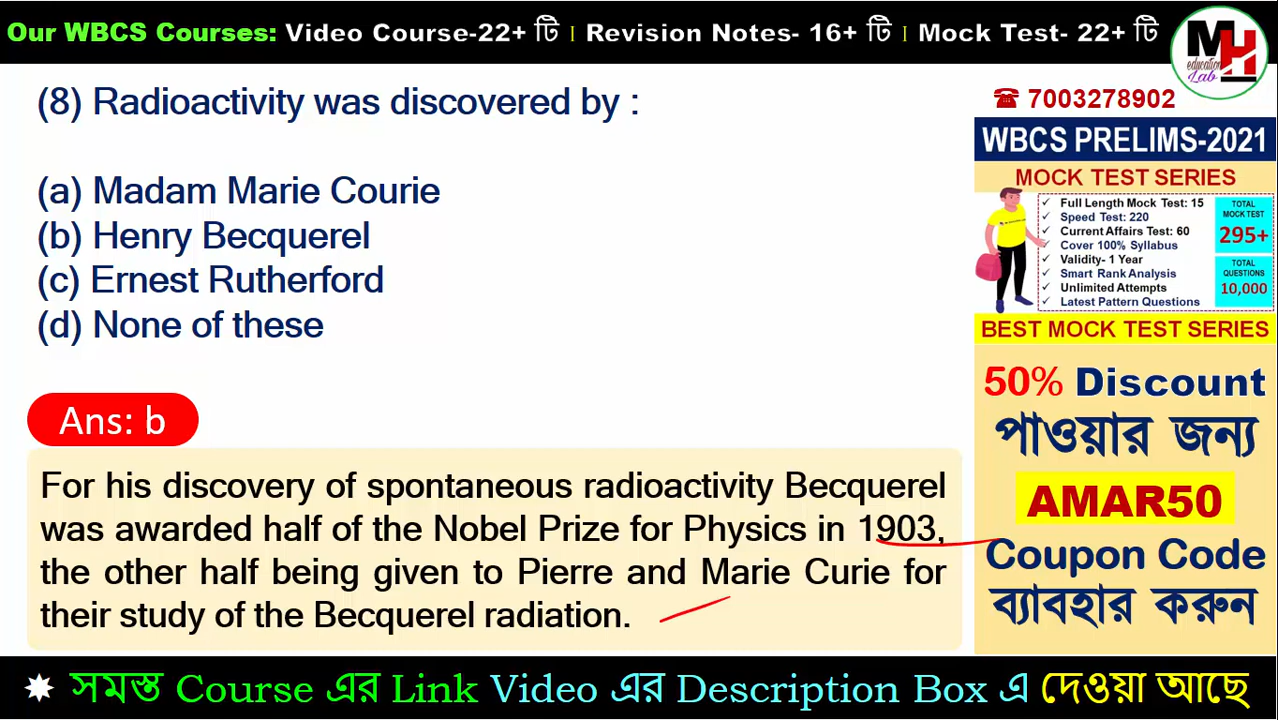 Our WBCS Courses: Video Course-22+ টি । Revision Notes- 16+ টি । Mock Test- 22+ টি
MH
education
Lab
(8) Radioactivity was discovered by :
(a) Madam Marie Courie
(b) Henry Becquerel
(c) Ernest Rutherford
(d) None of these
Ans: b
For his discovery of spontaneous radioactivity Becquerel
was awarded half of the Nobel Prize for Physics in 1903,
the other half being given to Pierre and Marie Curie for
their study of the Becquerel radiation.
☎ 7003278902
WBCS PRELIMS-2021
MOCK TEST SERIES
✓ Full Length Mock Test: 15
✓ Speed Test: 220
✓ Current Affairs Test: 60
✓ Cover 100% Syllabus
✓ Validity- 1 Year
✓ Smart Rank Analysis
✓ Unlimited Attempts
✓ Latest Pattern Questions
TOTAL
MOCK TEST
295+
TOTAL
QUESTIONS
10,000
BEST MOCK TEST SERIES
50% Discount
পাওয়ার জন্য
AMAR50
Coupon Code
ব্যাবহার করুন
✸ সমস্ত Course এর Link Video এর Description Box এ দেওয়া আছে